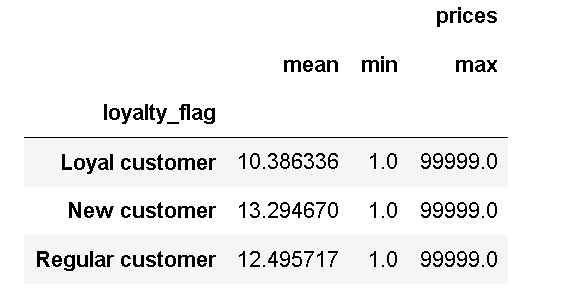 prices
mean min max
loyalty_flag
Loyal customer 10.386336 1.0 99999.0
New customer 13.294670 1.0 99999.0
Regular customer 12.495717 1.0 99999.0